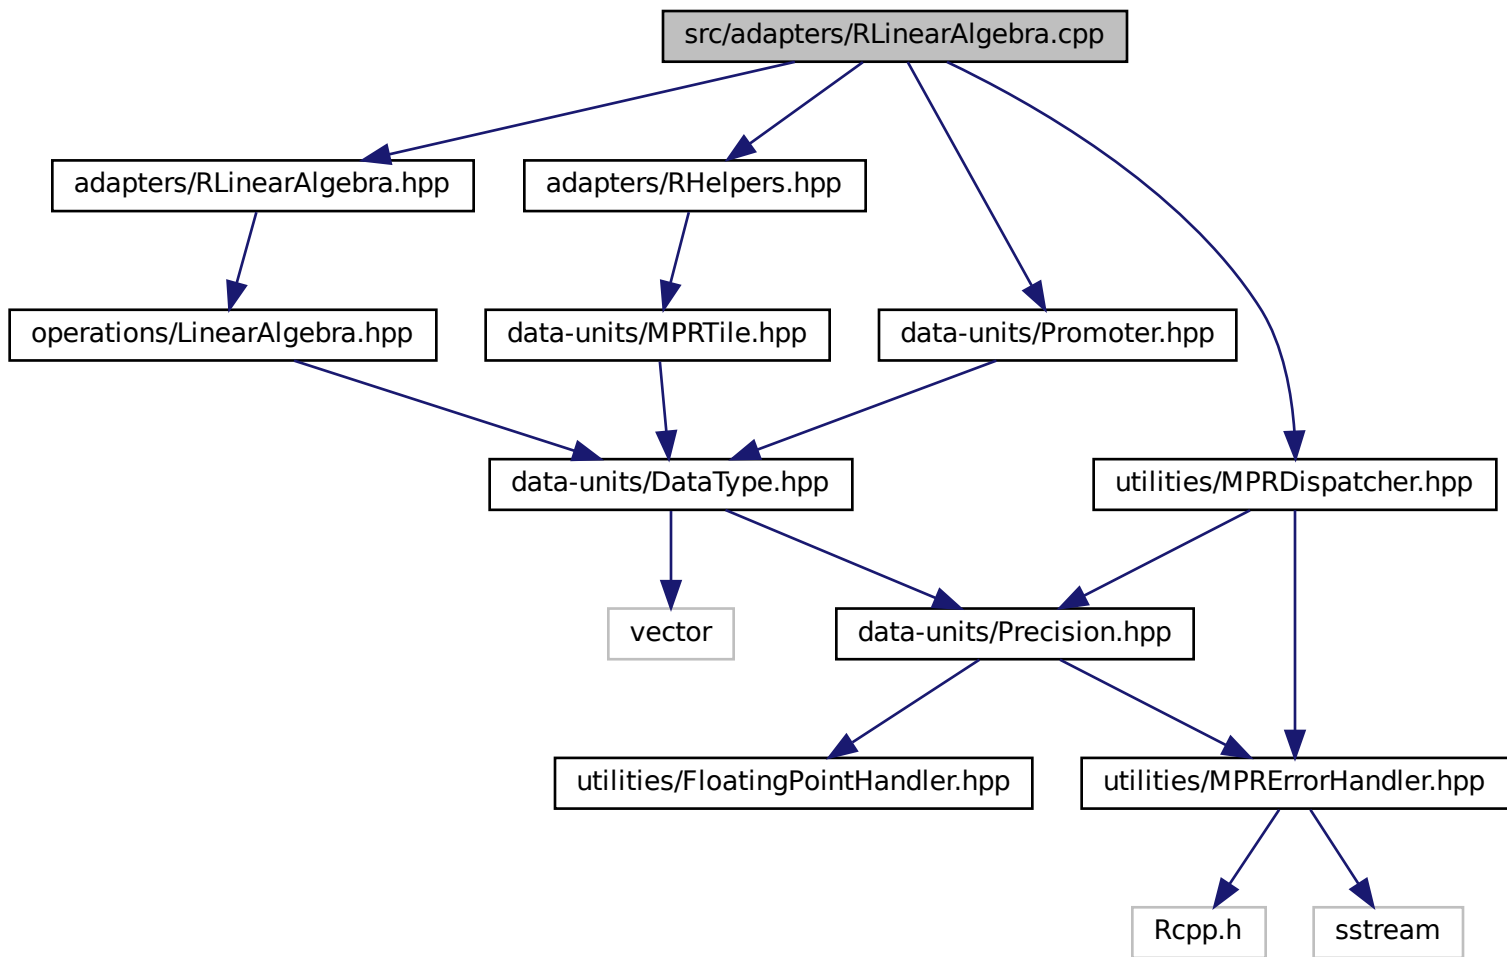 src/adapters/RLinearAlgebra.cpp
adapters/RLinearAlgebra.hpp
adapters/RHelpers.hpp
operations/LinearAlgebra.hpp
data-units/MPRTile.hpp
data-units/Promoter.hpp
data-units/DataType.hpp
utilities/MPRDispatcher.hpp
vector
data-units/Precision.hpp
utilities/FloatingPointHandler.hpp
utilities/MPRErrorHandler.hpp
Rcpp.h
sstream